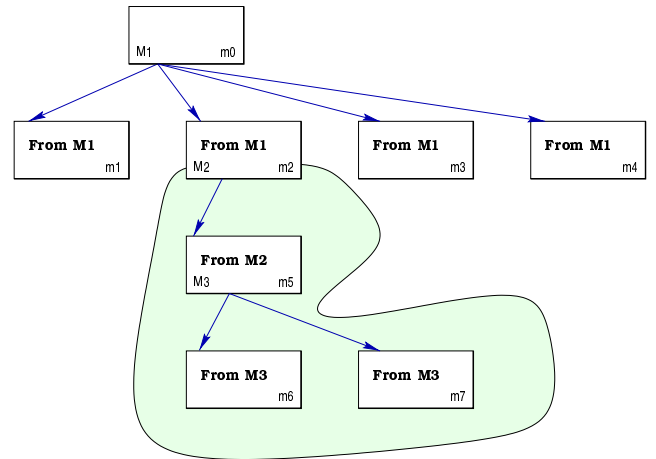 M1 m0
From M1
m1
From M1
M2 m2
From M1
m3
From M1
m4
From M2
M3 m5
From M3
m6
From M3
m7